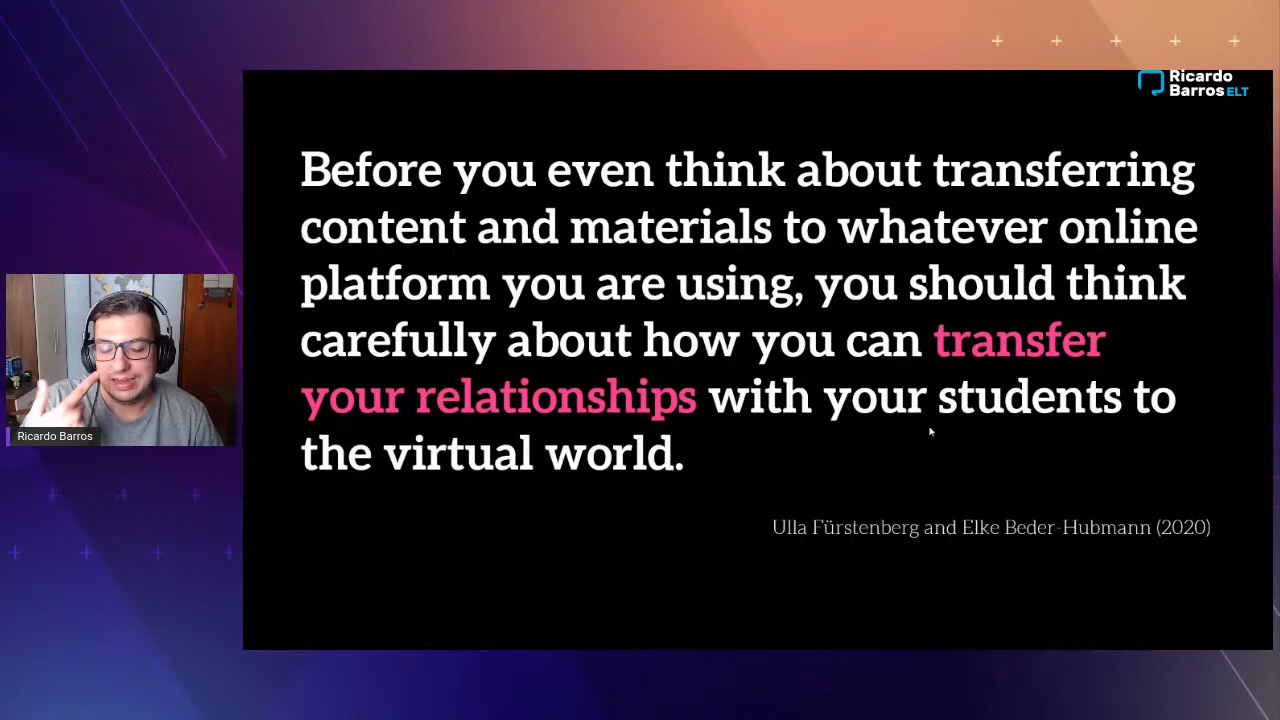 Ricardo
Barros ELT
Before you even think about transferring
content and materials to whatever online
platform you are using, you should think
carefully about how you can transfer
your relationships with your students to
the virtual world.
Ulla Fürstenberg and Elke Beder-Hubmann (2020)
Ricardo Barros